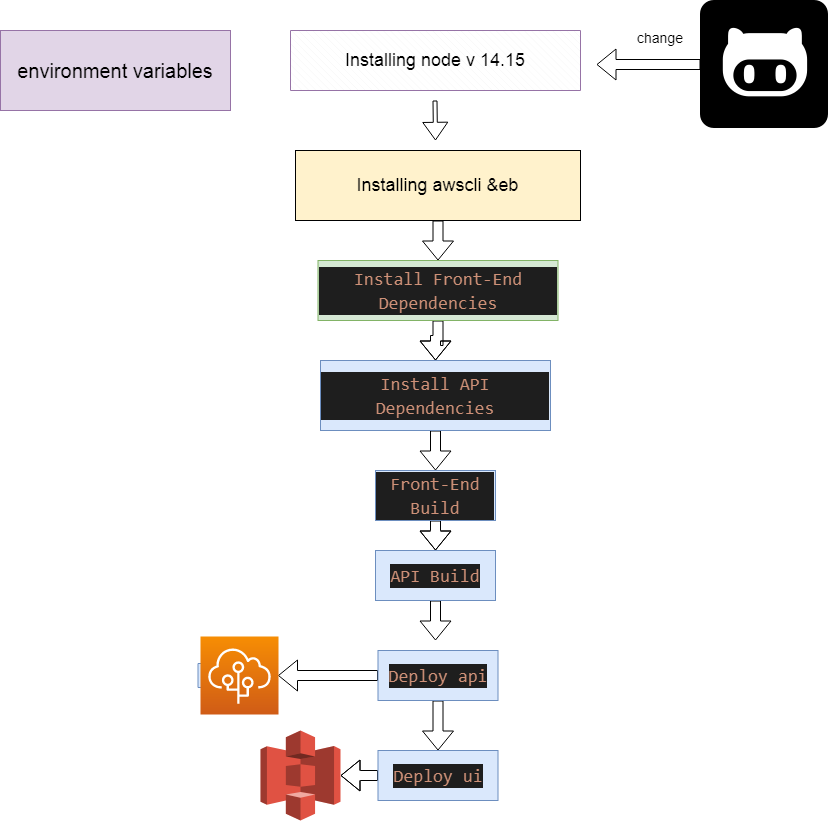 change
environment variables
Installing node v 14.15
Installing awscli &eb
Install Front-End
Dependencies
Install API
Dependencies
Front-End
Build
API Build
Deploy api
Deploy ui